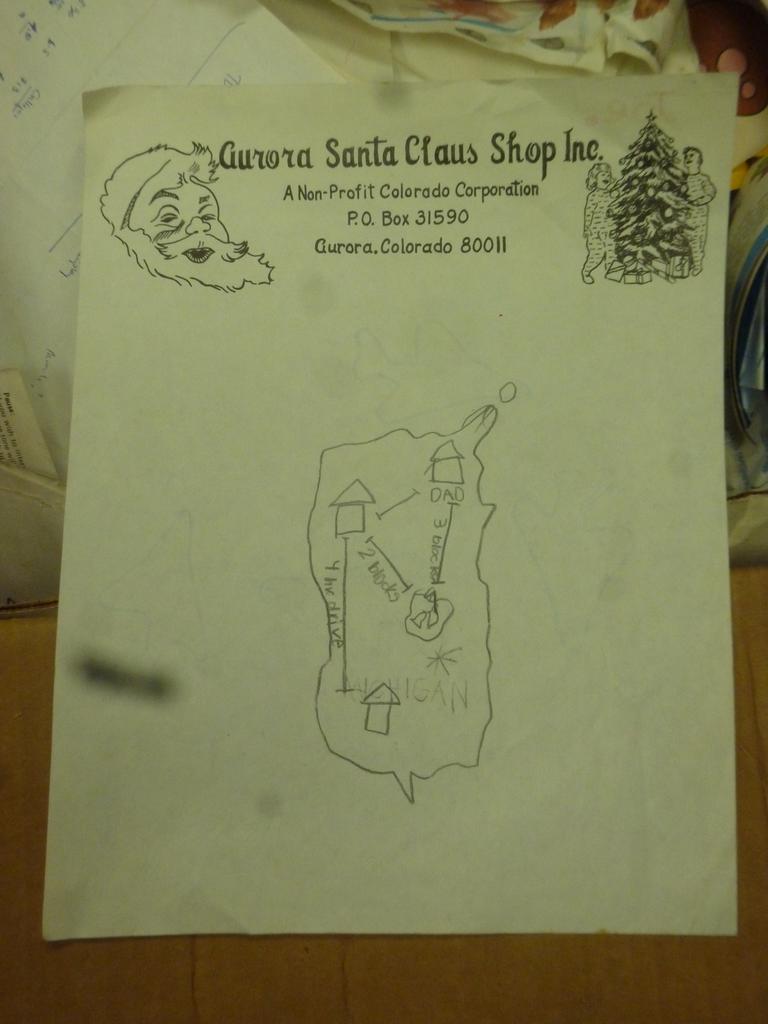 Aurora Santa Claus Shop Inc.
A Non-Profit Colorado Corporation
P.O. Box 31590
Aurora, Colorado 80011
DAD
3 blocks
2 blocks
4 hr drive
MICHIGAN